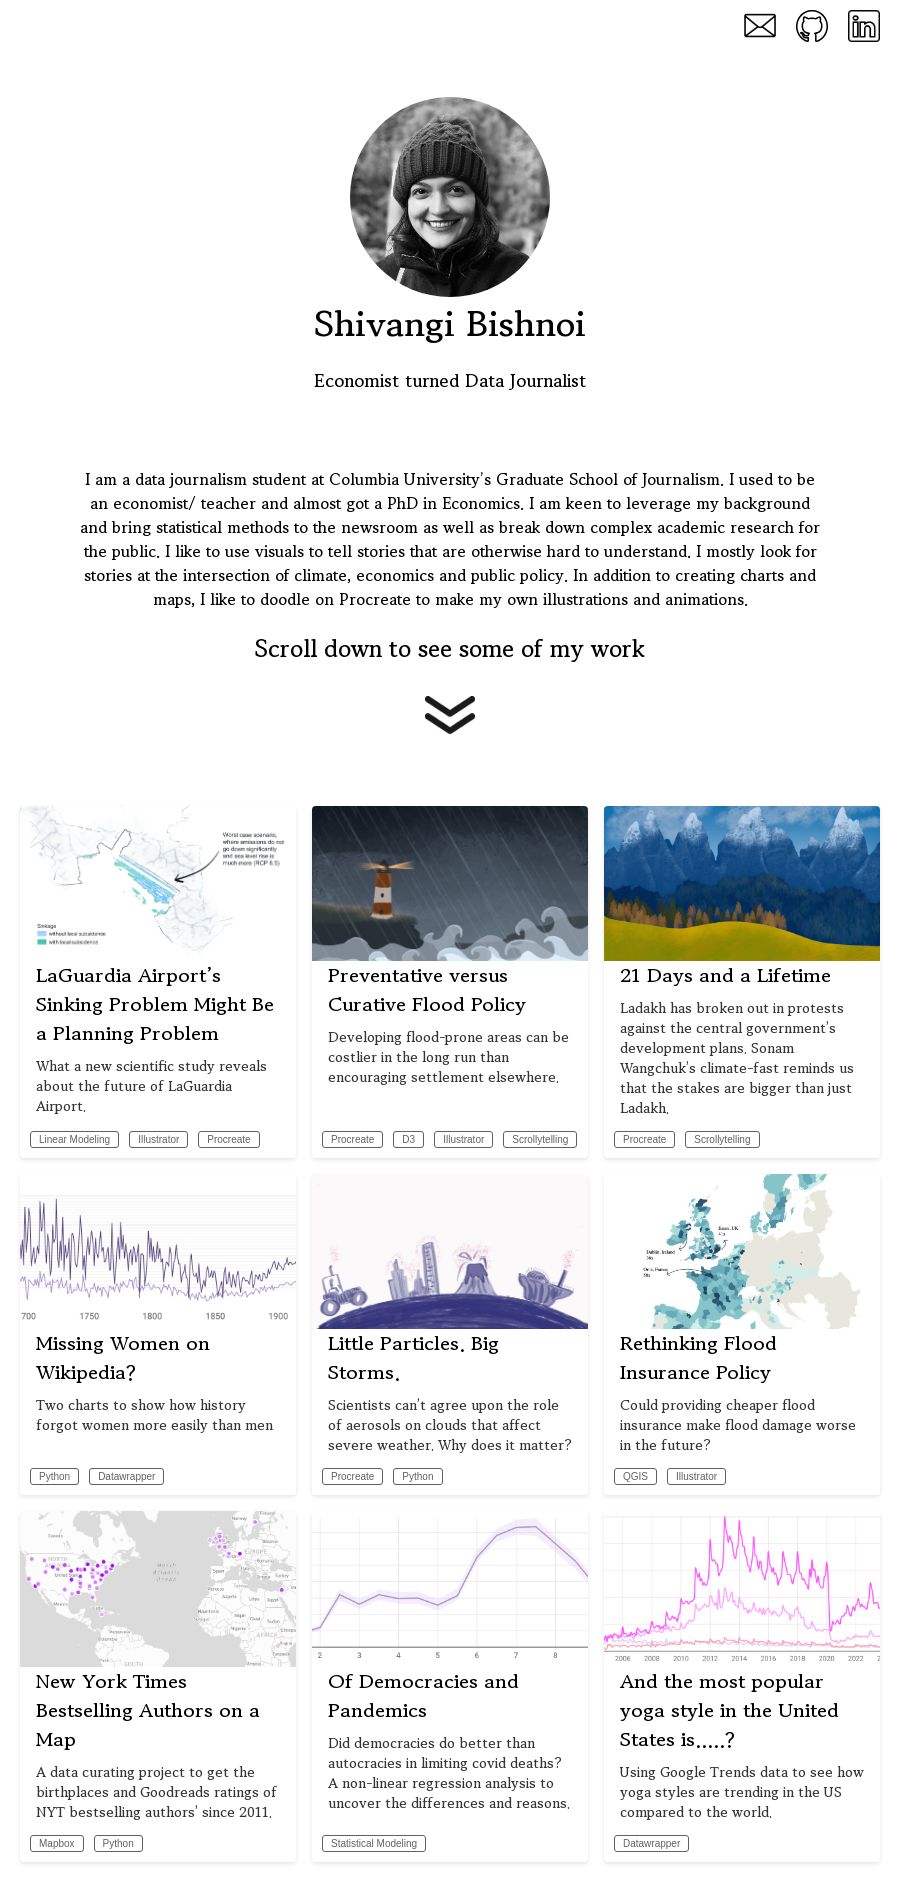 Shivangi Bishnoi
Economist turned Data Journalist
I am a data journalism student at Columbia University's Graduate School of Journalism. I used to be
an economist/ teacher and almost got a PhD in Economics. I am keen to leverage my background
and bring statistical methods to the newsroom as well as break down complex academic research for
the public. I like to use visuals to tell stories that are otherwise hard to understand. I mostly look for
stories at the intersection of climate, economics and public policy. In addition to creating charts and
maps, I like to doodle on Procreate to make my own illustrations and animations.
Scroll down to see some of my work
Worst case scenario,
where emissions do not
go down significantly
and sea level rise is
much more (RCP 8.5)
Sinkage
without local subsidence
with local subsidence
LaGuardia Airport's
Sinking Problem Might Be
a Planning Problem
What a new scientific study reveals
about the future of LaGuardia
Airport.
Linear Modeling Illustrator Procreate
Preventative versus
Curative Flood Policy
Developing flood-prone areas can be
costlier in the long run than
encouraging settlement elsewhere.
Procreate D3 Illustrator Scrollytelling
21 Days and a Lifetime
Ladakh has broken out in protests
against the central government's
development plans. Sonam
Wangchuk's climate-fast reminds us
that the stakes are bigger than just
Ladakh.
Procreate Scrollytelling
700 1750 1800 1850 1900
Missing Women on
Wikipedia?
Two charts to show how history
forgot women more easily than men
Python Datawrapper
Little Particles. Big
Storms.
Scientists can't agree upon the role
of aerosols on clouds that affect
severe weather. Why does it matter?
Procreate Python
Dublin, Ireland
Rethinking Flood
Insurance Policy
Could providing cheaper flood
insurance make flood damage worse
in the future?
QGIS Illustrator
North
Atlantic
Ocean
New York Times
Bestselling Authors on a
Map
A data curating project to get the
birthplaces and Goodreads ratings of
NYT bestselling authors' since 2011.
Mapbox Python
2 3 4 5 6 7 8
Of Democracies and
Pandemics
Did democracies do better than
autocracies in limiting covid deaths?
A non-linear regression analysis to
uncover the differences and reasons.
Statistical Modeling
2006 2008 2010 2012 2014 2016 2018 2020 2022
And the most popular
yoga style in the United
States is.....?
Using Google Trends data to see how
yoga styles are trending in the US
compared to the world.
Datawrapper